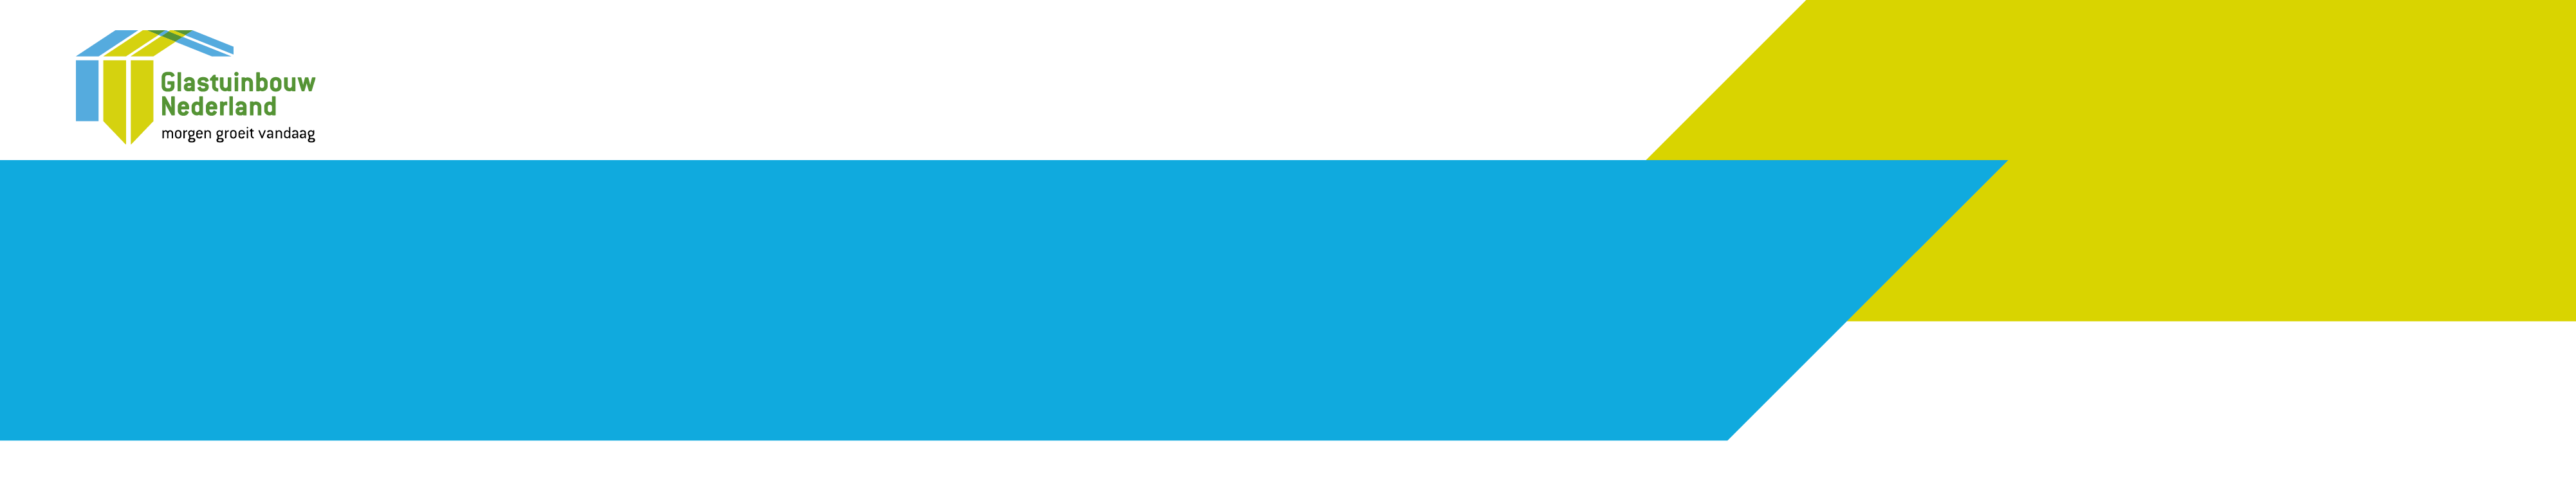 Glastuinbouw
Nederland
morgen groeit vandaag